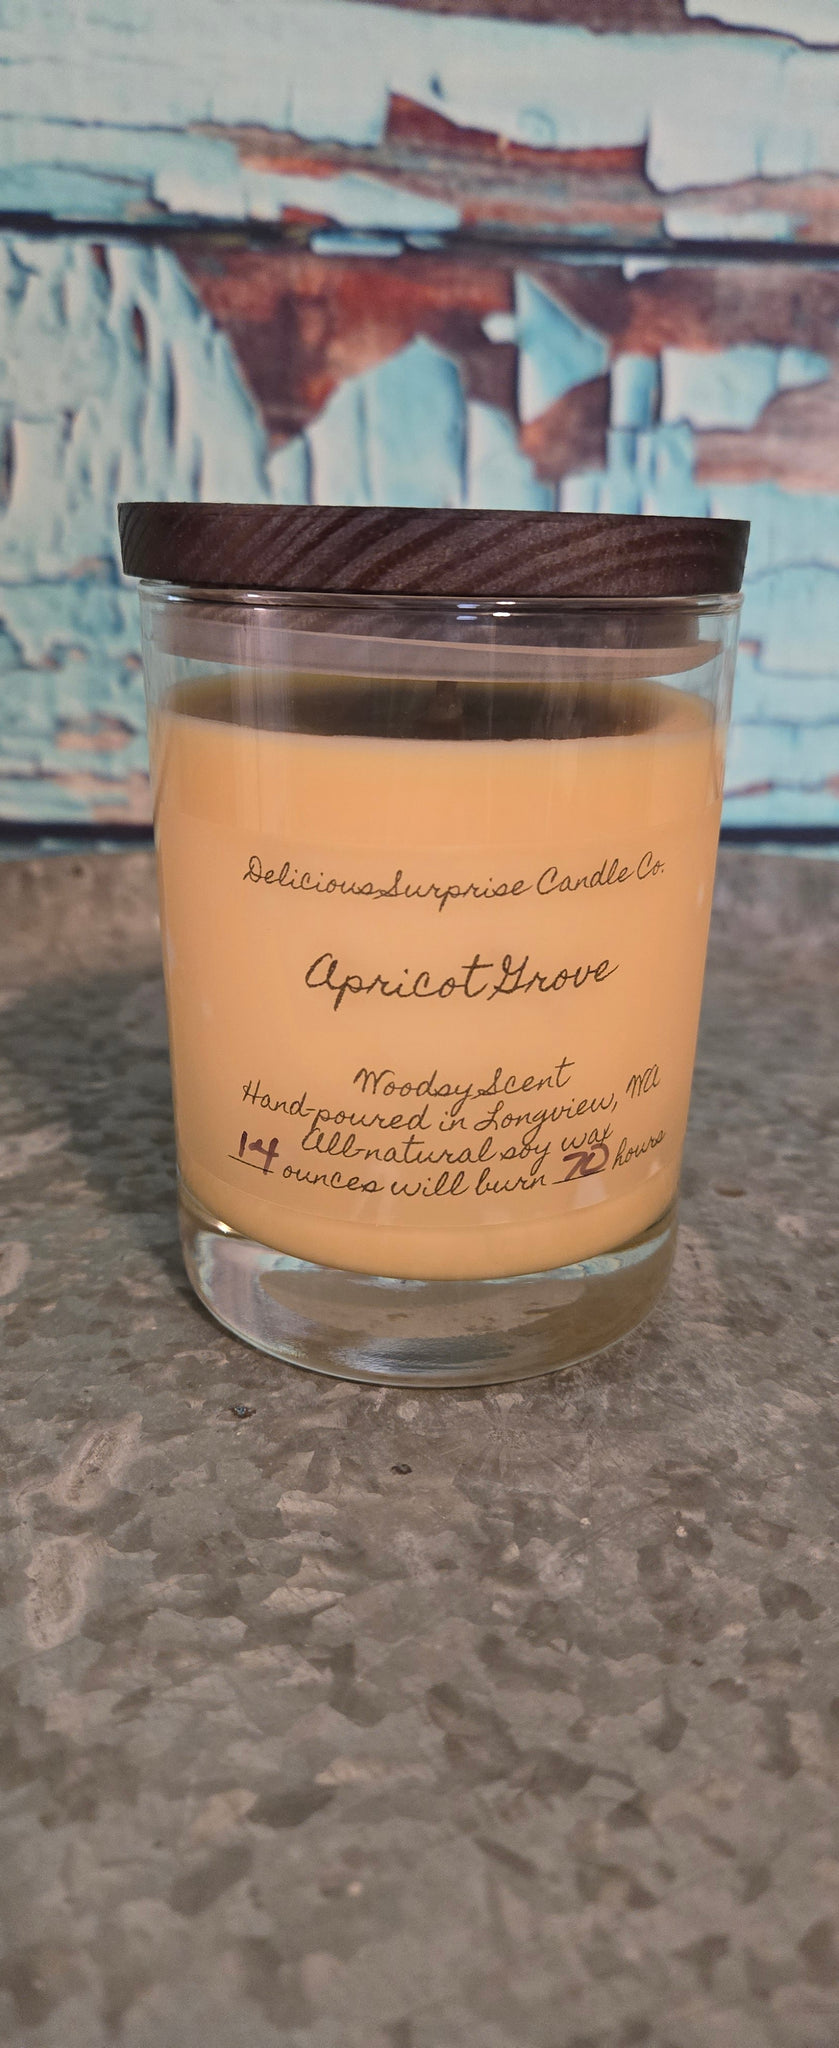 Delicious Surprise Candle Co.
Apricot Grove
Woodsy Scent
Hand-poured in Longview, WA
All-natural soy wax
14 ounces will burn 70 hours